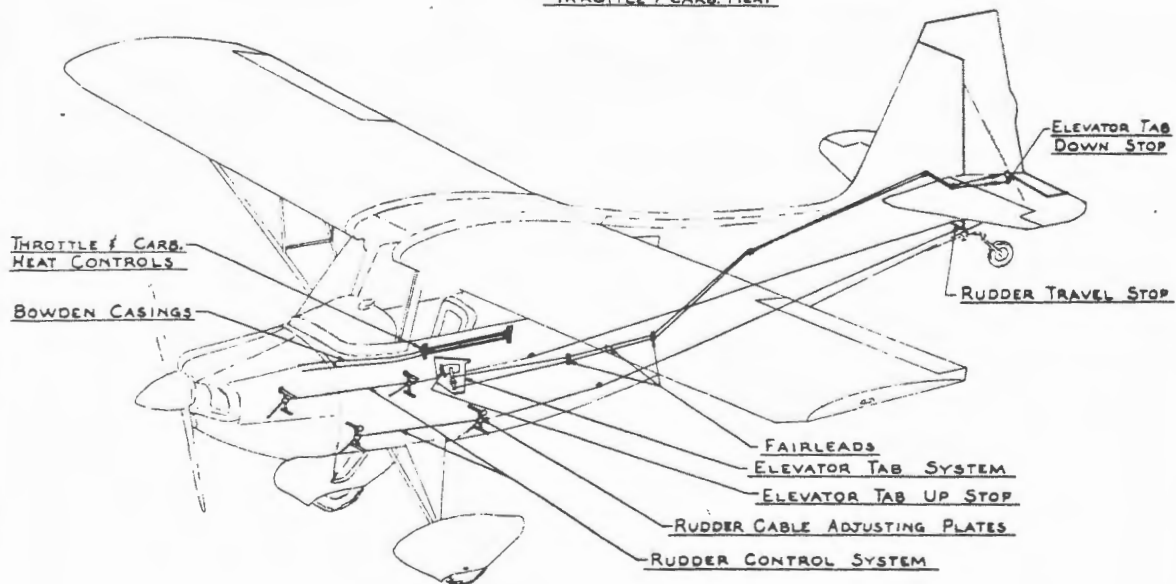 THROTTLE & CARB. HEAT
ELEVATOR TAB
DOWN STOP
THROTTLE & CARB.
HEAT CONTROLS
BOWDEN CASINGS
RUDDER TRAVEL STOP
FAIRLEADS
ELEVATOR TAB SYSTEM
ELEVATOR TAB UP STOP
RUDDER CABLE ADJUSTING PLATES
RUDDER CONTROL SYSTEM